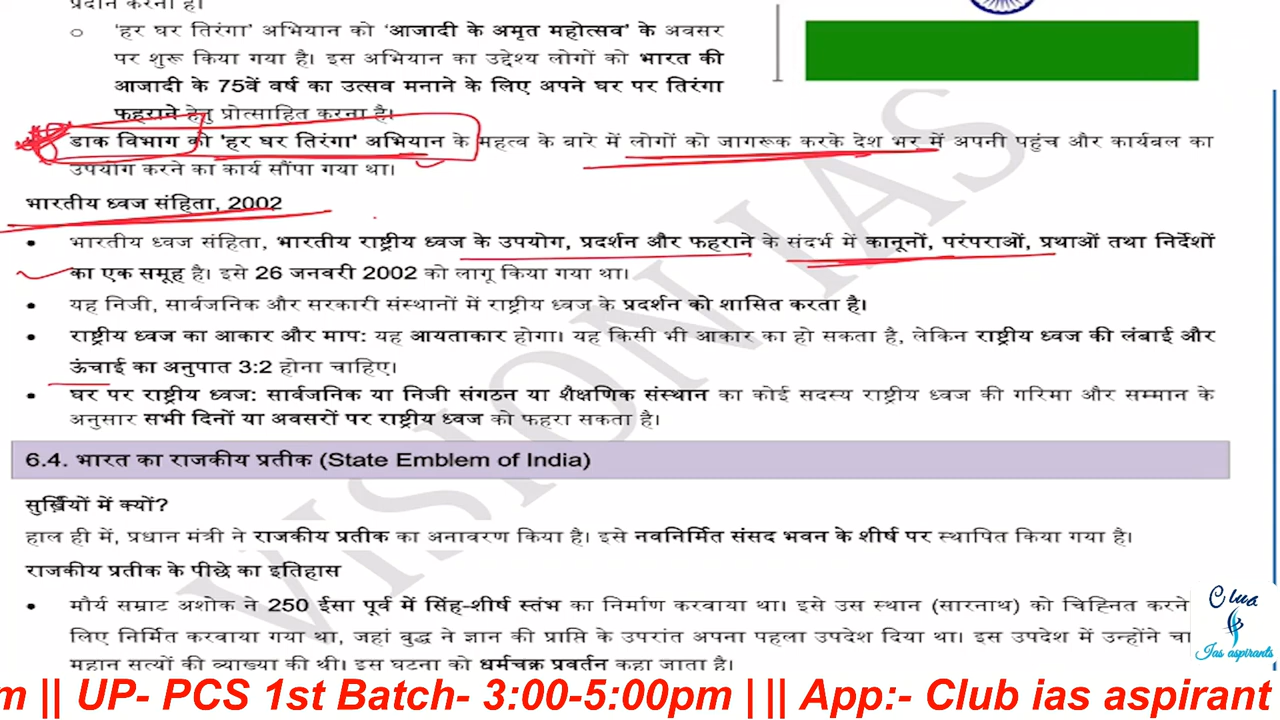 प्रदान करना है।
○ ‘हर घर तिरंगा’ अभियान को ‘आजादी के अमृत महोत्सव’ के अवसर
पर शुरू किया गया है। इस अभियान का उद्देश्य लोगों को भारत की
आजादी के 75वें वर्ष का उत्सव मनाने के लिए अपने घर पर तिरंगा
फहराने हेतु प्रोत्साहित करना है।
डाक विभाग को 'हर घर तिरंगा' अभियान के महत्व के बारे में लोगों को जागरूक करके देश भर में अपनी पहुंच और कार्यबल का
उपयोग करने का कार्य सौंपा गया था।
भारतीय ध्वज संहिता, 2002
• भारतीय ध्वज संहिता, भारतीय राष्ट्रीय ध्वज के उपयोग, प्रदर्शन और फहराने के संदर्भ में कानूनों, परंपराओं, प्रथाओं तथा निर्देशों
का एक समूह है। इसे 26 जनवरी 2002 को लागू किया गया था।
• यह निजी, सार्वजनिक और सरकारी संस्थानों में राष्ट्रीय ध्वज के प्रदर्शन को शासित करता है।
• राष्ट्रीय ध्वज का आकार और माप: यह आयताकार होगा। यह किसी भी आकार का हो सकता है, लेकिन राष्ट्रीय ध्वज की लंबाई और
ऊंचाई का अनुपात 3:2 होना चाहिए।
• घर पर राष्ट्रीय ध्वज: सार्वजनिक या निजी संगठन या शैक्षणिक संस्थान का कोई सदस्य राष्ट्रीय ध्वज की गरिमा और सम्मान के
अनुसार सभी दिनों या अवसरों पर राष्ट्रीय ध्वज को फहरा सकता है।
6.4. भारत का राजकीय प्रतीक (State Emblem of India)
सुर्ख़ियों में क्यों?
हाल ही में, प्रधान मंत्री ने राजकीय प्रतीक का अनावरण किया है। इसे नवनिर्मित संसद भवन के शीर्ष पर स्थापित किया गया है।
राजकीय प्रतीक के पीछे का इतिहास
• मौर्य सम्राट अशोक ने 250 ईसा पूर्व में सिंह-शीर्ष स्तंभ का निर्माण करवाया था। इसे उस स्थान (सारनाथ) को चिह्नित करने
लिए निर्मित करवाया गया था, जहां बुद्ध ने ज्ञान की प्राप्ति के उपरांत अपना पहला उपदेश दिया था। इस उपदेश में उन्होंने चा
महान सत्यों की व्याख्या की थी। इस घटना को धर्मचक्र प्रवर्तन कहा जाता है।
VISION IAS
Club
Ias aspirants
m || UP- PCS 1st Batch- 3:00-5:00pm | || App:- Club ias aspirant